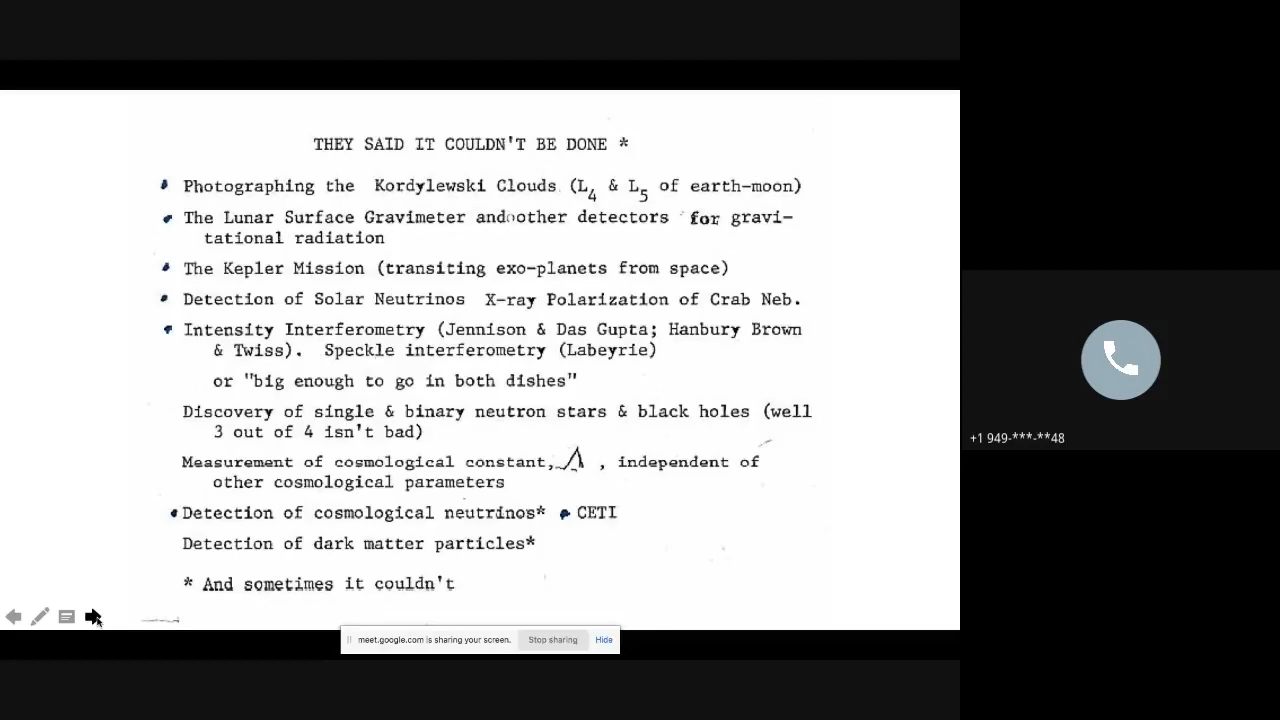 THEY SAID IT COULDN'T BE DONE *
Photographing the Kordylewski Clouds (L4 & L5 of earth-moon)
The Lunar Surface Gravimeter and other detectors for gravi-
tational radiation
The Kepler Mission (transiting exo-planets from space)
Detection of Solar Neutrinos X-ray Polarization of Crab Neb.
Intensity Interferometry (Jennison & Das Gupta; Hanbury Brown
& Twiss). Speckle interferometry (Labeyrie)
or "big enough to go in both dishes"
Discovery of single & binary neutron stars & black holes (well
3 out of 4 isn't bad)
Measurement of cosmological constant, Λ , independent of
other cosmological parameters
Detection of cosmological neutrinos* • CETI
Detection of dark matter particles*
* And sometimes it couldn't
meet.google.com is sharing your screen. Stop sharing Hide
+1 949-***-**48